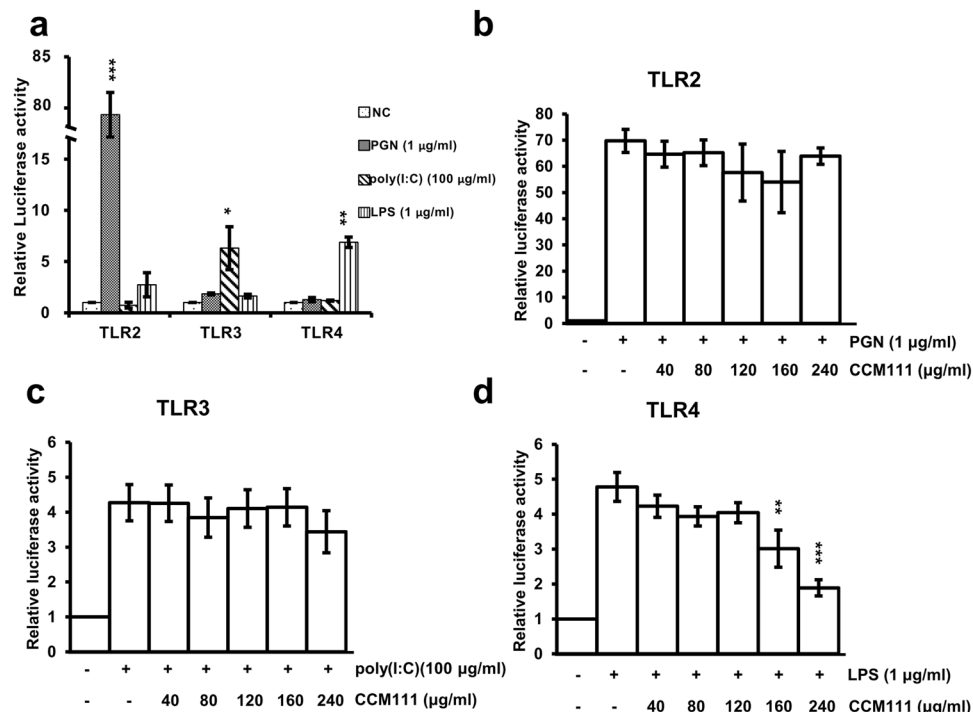 a
Relative Luciferase activity
85
80
15
10
5
0
***
*
**
TLR2 TLR3 TLR4
NC
PGN (1 µg/ml)
poly(I:C) (100 µg/ml)
LPS (1 µg/ml)
b
TLR2
Relative luciferase activity
80
70
60
50
40
30
20
10
0
- + + + + + + PGN (1 µg/ml)
- - 40 80 120 160 240 CCM111 (µg/ml)
c
TLR3
Relative luciferase activity
6
5
4
3
2
1
0
- + + + + + + poly(I:C)(100 µg/ml)
- - 40 80 120 160 240 CCM111 (µg/ml)
d
TLR4
Relative luciferase activity
6
5
4
3
2
1
0
**
***
- + + + + + + LPS (1 µg/ml)
- - 40 80 120 160 240 CCM111 (µg/ml)